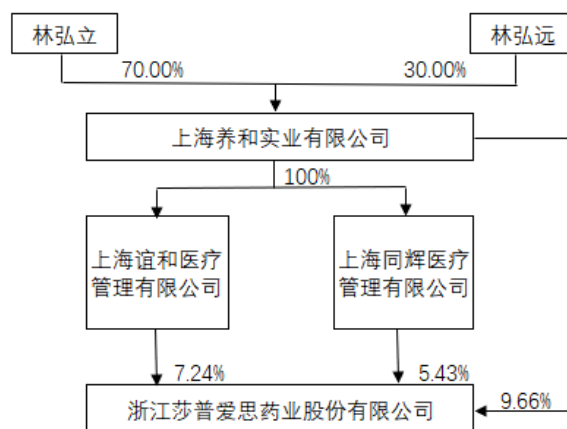 林弘立
林弘远
70.00%
30.00%
上海养和实业有限公司
100%
上海谊和医疗
管理有限公司
上海同辉医疗
管理有限公司
7.24%
5.43%
9.66%
浙江莎普爱思药业股份有限公司